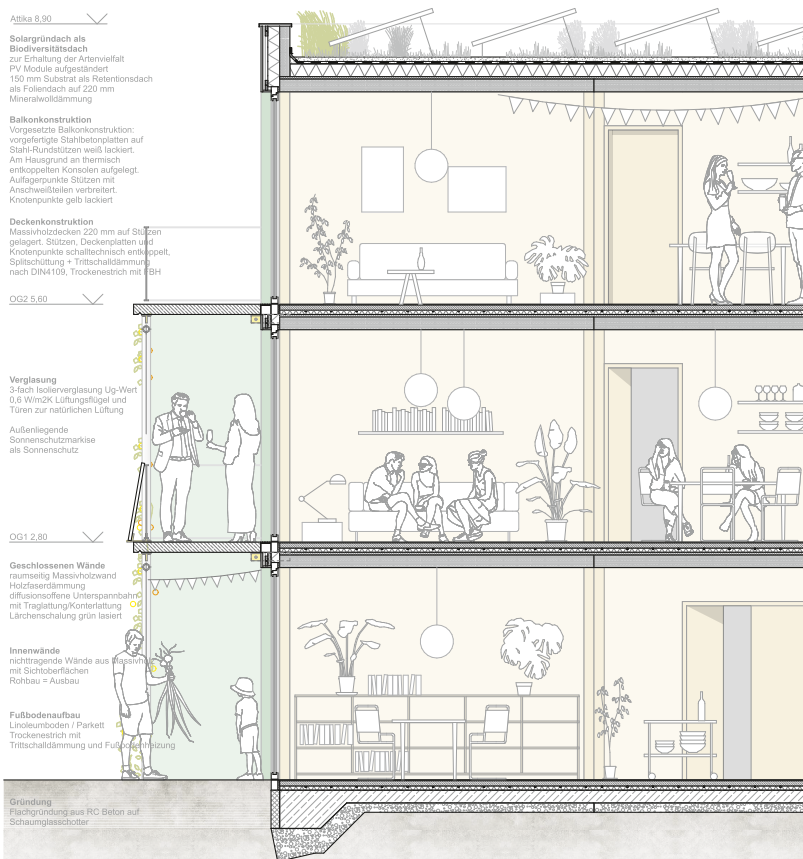 Attika 8,90
Solargründach als
Biodiversitätsdach
zur Erhaltung der Artenvielfalt
PV Module aufgeständert
150 mm Substrat als Retentionsdach
als Foliendach auf 220 mm
Mineralwolldämmung
Balkonkonstruktion
Vorgesetzte Balkonkonstruktion:
vorgefertigte Stahlbetonplatten auf
Stahl-Rundstützen weiß lackiert.
Am Hausgrund an thermisch
entkoppelten Konsolen aufgelegt.
Auflagerpunkte Stützen mit
Anschweißteilen verbreitert.
Knotenpunkte gelb lackiert
Deckenkonstruktion
Massivholzdecken 220 mm auf Stützen
gelagert. Stützen, Deckenplatten und
Knotenpunkte schalltechnisch entkoppelt,
Splitschüttung + Trittschalldämmung
nach DIN4109, Trockenestrich mit FBH
OG2 5,60
Verglasung
3-fach Isolierverglasung Ug-Wert
0,6 W/m2K Lüftungsflügel und
Türen zur natürlichen Lüftung
Außenliegende
Sonnenschutzmarkise
als Sonnenschutz
OG1 2,80
Geschlossenen Wände
raumseitig Massivholzwand
Holzfaserdämmung
diffusionsoffene Unterspannbahn
mit Traglattung/Konterlattung
Lärchenschalung grün lasiert
Innenwände
nichttragende Wände aus Massivholz
mit Sichtoberflächen
Rohbau = Ausbau
Fußbodenaufbau
Linoleumboden / Parkett
Trockenestrich mit
Trittschalldämmung und Fußbodenheizung
Gründung
Flachgründung aus RC Beton auf
Schaumglasschotter